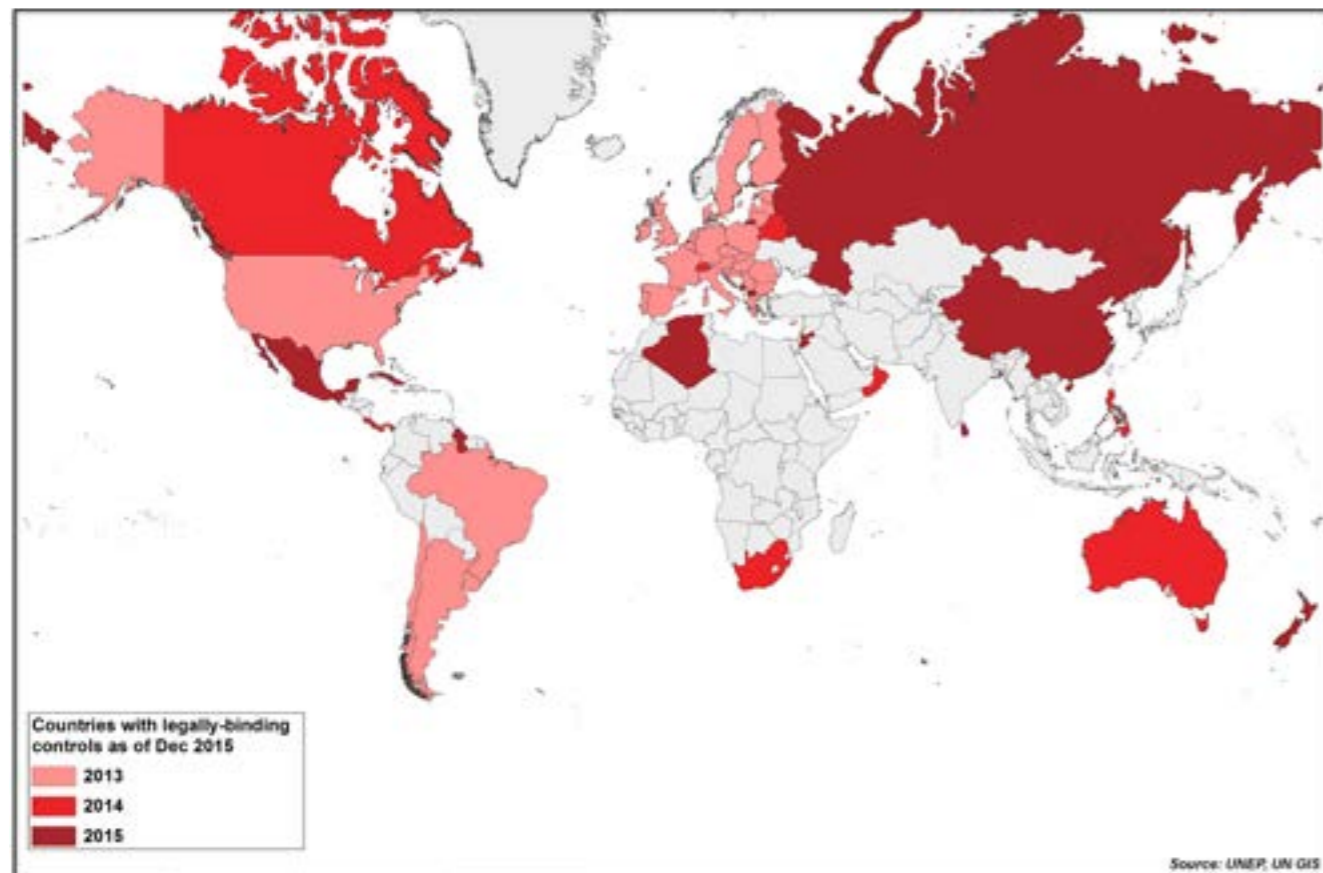 Countries with legally-binding
controls as of Dec 2015
2013
2014
2015
Source: UNEP, UN GIS